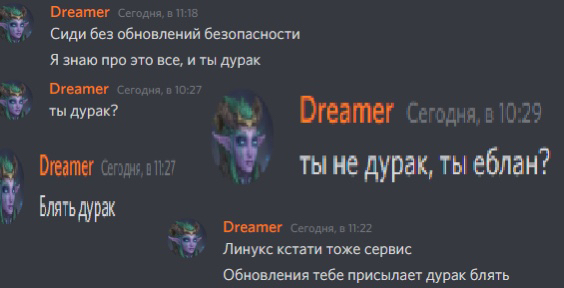 Dreamer Сегодня, в 11:18
Сиди без обновлений безопасности
Я знаю про это все, и ты дурак
Dreamer Сегодня, в 10:27
ты дурак?
Dreamer Сегодня, в 10:29
ты не дурак, ты еблан?
Dreamer Сегодня, в 11:27
Блять дурак
Dreamer Сегодня, в 11:22
Линукс кстати тоже сервис
Обновления тебе присылает дурак блять